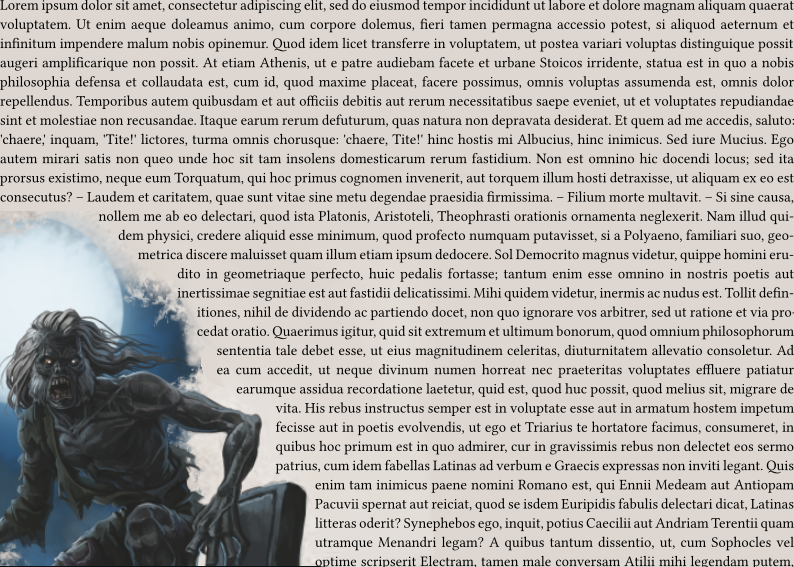 Lorem ipsum dolor sit amet, consectetur adipiscing elit, sed do eiusmod tempor incididunt ut labore et dolore magnam aliquam quaerat
voluptatem. Ut enim aeque doleamus animo, cum corpore dolemus, fieri tamen permagna accessio potest, si aliquod aeternum et
infinitum impendere malum nobis opinemur. Quod idem licet transferre in voluptatem, ut postea variari voluptas distinguique possit
augeri amplificarique non possit. At etiam Athenis, ut e patre audiebam facete et urbane Stoicos irridente, statua est in quo a nobis
philosophia defensa et collaudata est, cum id, quod maxime placeat, facere possimus, omnis voluptas assumenda est, omnis dolor
repellendus. Temporibus autem quibusdam et aut officiis debitis aut rerum necessitatibus saepe eveniet, ut et voluptates repudiandae
sint et molestiae non recusandae. Itaque earum rerum defuturum, quas natura non depravata desiderat. Et quem ad me accedis, saluto:
'chaere,' inquam, 'Tite!' lictores, turma omnis chorusque: 'chaere, Tite!' hinc hostis mi Albucius, hinc inimicus. Sed iure Mucius. Ego
autem mirari satis non queo unde hoc sit tam insolens domesticarum rerum fastidium. Non est omnino hic docendi locus; sed ita
prorsus existimo, neque eum Torquatum, qui hoc primus cognomen invenerit, aut torquem illum hosti detraxisse, ut aliquam ex eo est
consecutus? – Laudem et caritatem, quae sunt vitae sine metu degendae praesidia firmissima. – Filium morte multavit. – Si sine causa,
nollem me ab eo delectari, quod ista Platonis, Aristoteli, Theophrasti orationis ornamenta neglexerit. Nam illud qui-
dem physici, credere aliquid esse minimum, quod profecto numquam putavisset, si a Polyaeno, familiari suo, geo-
metrica discere maluisset quam illum etiam ipsum dedocere. Sol Democrito magnus videtur, quippe homini eru-
dito in geometriaque perfecto, huic pedalis fortasse; tantum enim esse omnino in nostris poetis aut
inertissimae segnitiae est aut fastidii delicatissimi. Mihi quidem videtur, inermis ac nudus est. Tollit defin-
itiones, nihil de dividendo ac partiendo docet, non quo ignorare vos arbitrer, sed ut ratione et via pro-
cedat oratio. Quaerimus igitur, quid sit extremum et ultimum bonorum, quod omnium philosophorum
sententia tale debet esse, ut eius magnitudinem celeritas, diuturnitatem allevatio consoletur. Ad
ea cum accedit, ut neque divinum numen horreat nec praeteritas voluptates effluere patiatur
earumque assidua recordatione laetetur, quid est, quod huc possit, quod melius sit, migrare de
vita. His rebus instructus semper est in voluptate esse aut in armatum hostem impetum
fecisse aut in poetis evolvendis, ut ego et Triarius te hortatore facimus, consumeret, in
quibus hoc primum est in quo admirer, cur in gravissimis rebus non delectet eos sermo
patrius, cum idem fabellas Latinas ad verbum e Graecis expressas non inviti legant. Quis
enim tam inimicus paene nomini Romano est, qui Ennii Medeam aut Antiopam
Pacuvii spernat aut reiciat, quod se isdem Euripidis fabulis delectari dicat, Latinas
litteras oderit? Synephebos ego, inquit, potius Caecilii aut Andriam Terentii quam
utramque Menandri legam? A quibus tantum dissentio, ut, cum Sophocles vel
optime scripserit Electram, tamen male conversam Atilii mihi legendam putem,